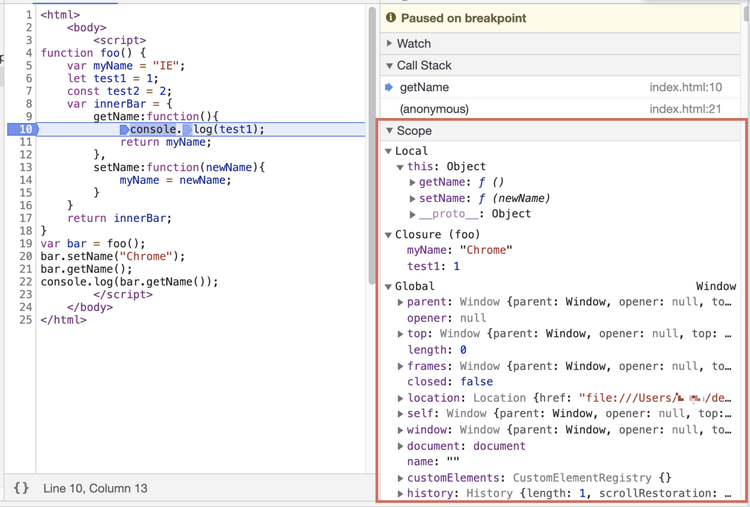 1 <html>
2 <body>
3 <script>
4 function foo() {
5 var myName = "IE";
6 let test1 = 1;
7 const test2 = 2;
8 var innerBar = {
9 getName:function(){
10 console.log(test1);
11 return myName;
12 },
13 setName:function(newName){
14 myName = newName;
15 }
16 }
17 return innerBar;
18 }
19 var bar = foo();
20 bar.setName("Chrome");
21 bar.getName();
22 console.log(bar.getName());
23 </script>
24 </body>
25 </html>
{} Line 10, Column 13
Paused on breakpoint
Watch
Call Stack
getName index.html:10
(anonymous) index.html:21
Scope
Local
this: Object
getName: ƒ ()
setName: ƒ (newName)
__proto__: Object
Closure (foo)
myName: "Chrome"
test1: 1
Global Window
parent: Window {parent: Window, opener: null, to…
opener: null
top: Window {parent: Window, opener: null, top: …
length: 0
frames: Window {parent: Window, opener: null, to…
closed: false
location: Location {href: "file:///Users/ /de…
self: Window {parent: Window, opener: null, top:…
window: Window {parent: Window, opener: null, to…
document: document
name: ""
customElements: CustomElementRegistry {}
history: History {length: 1, scrollRestoration: …